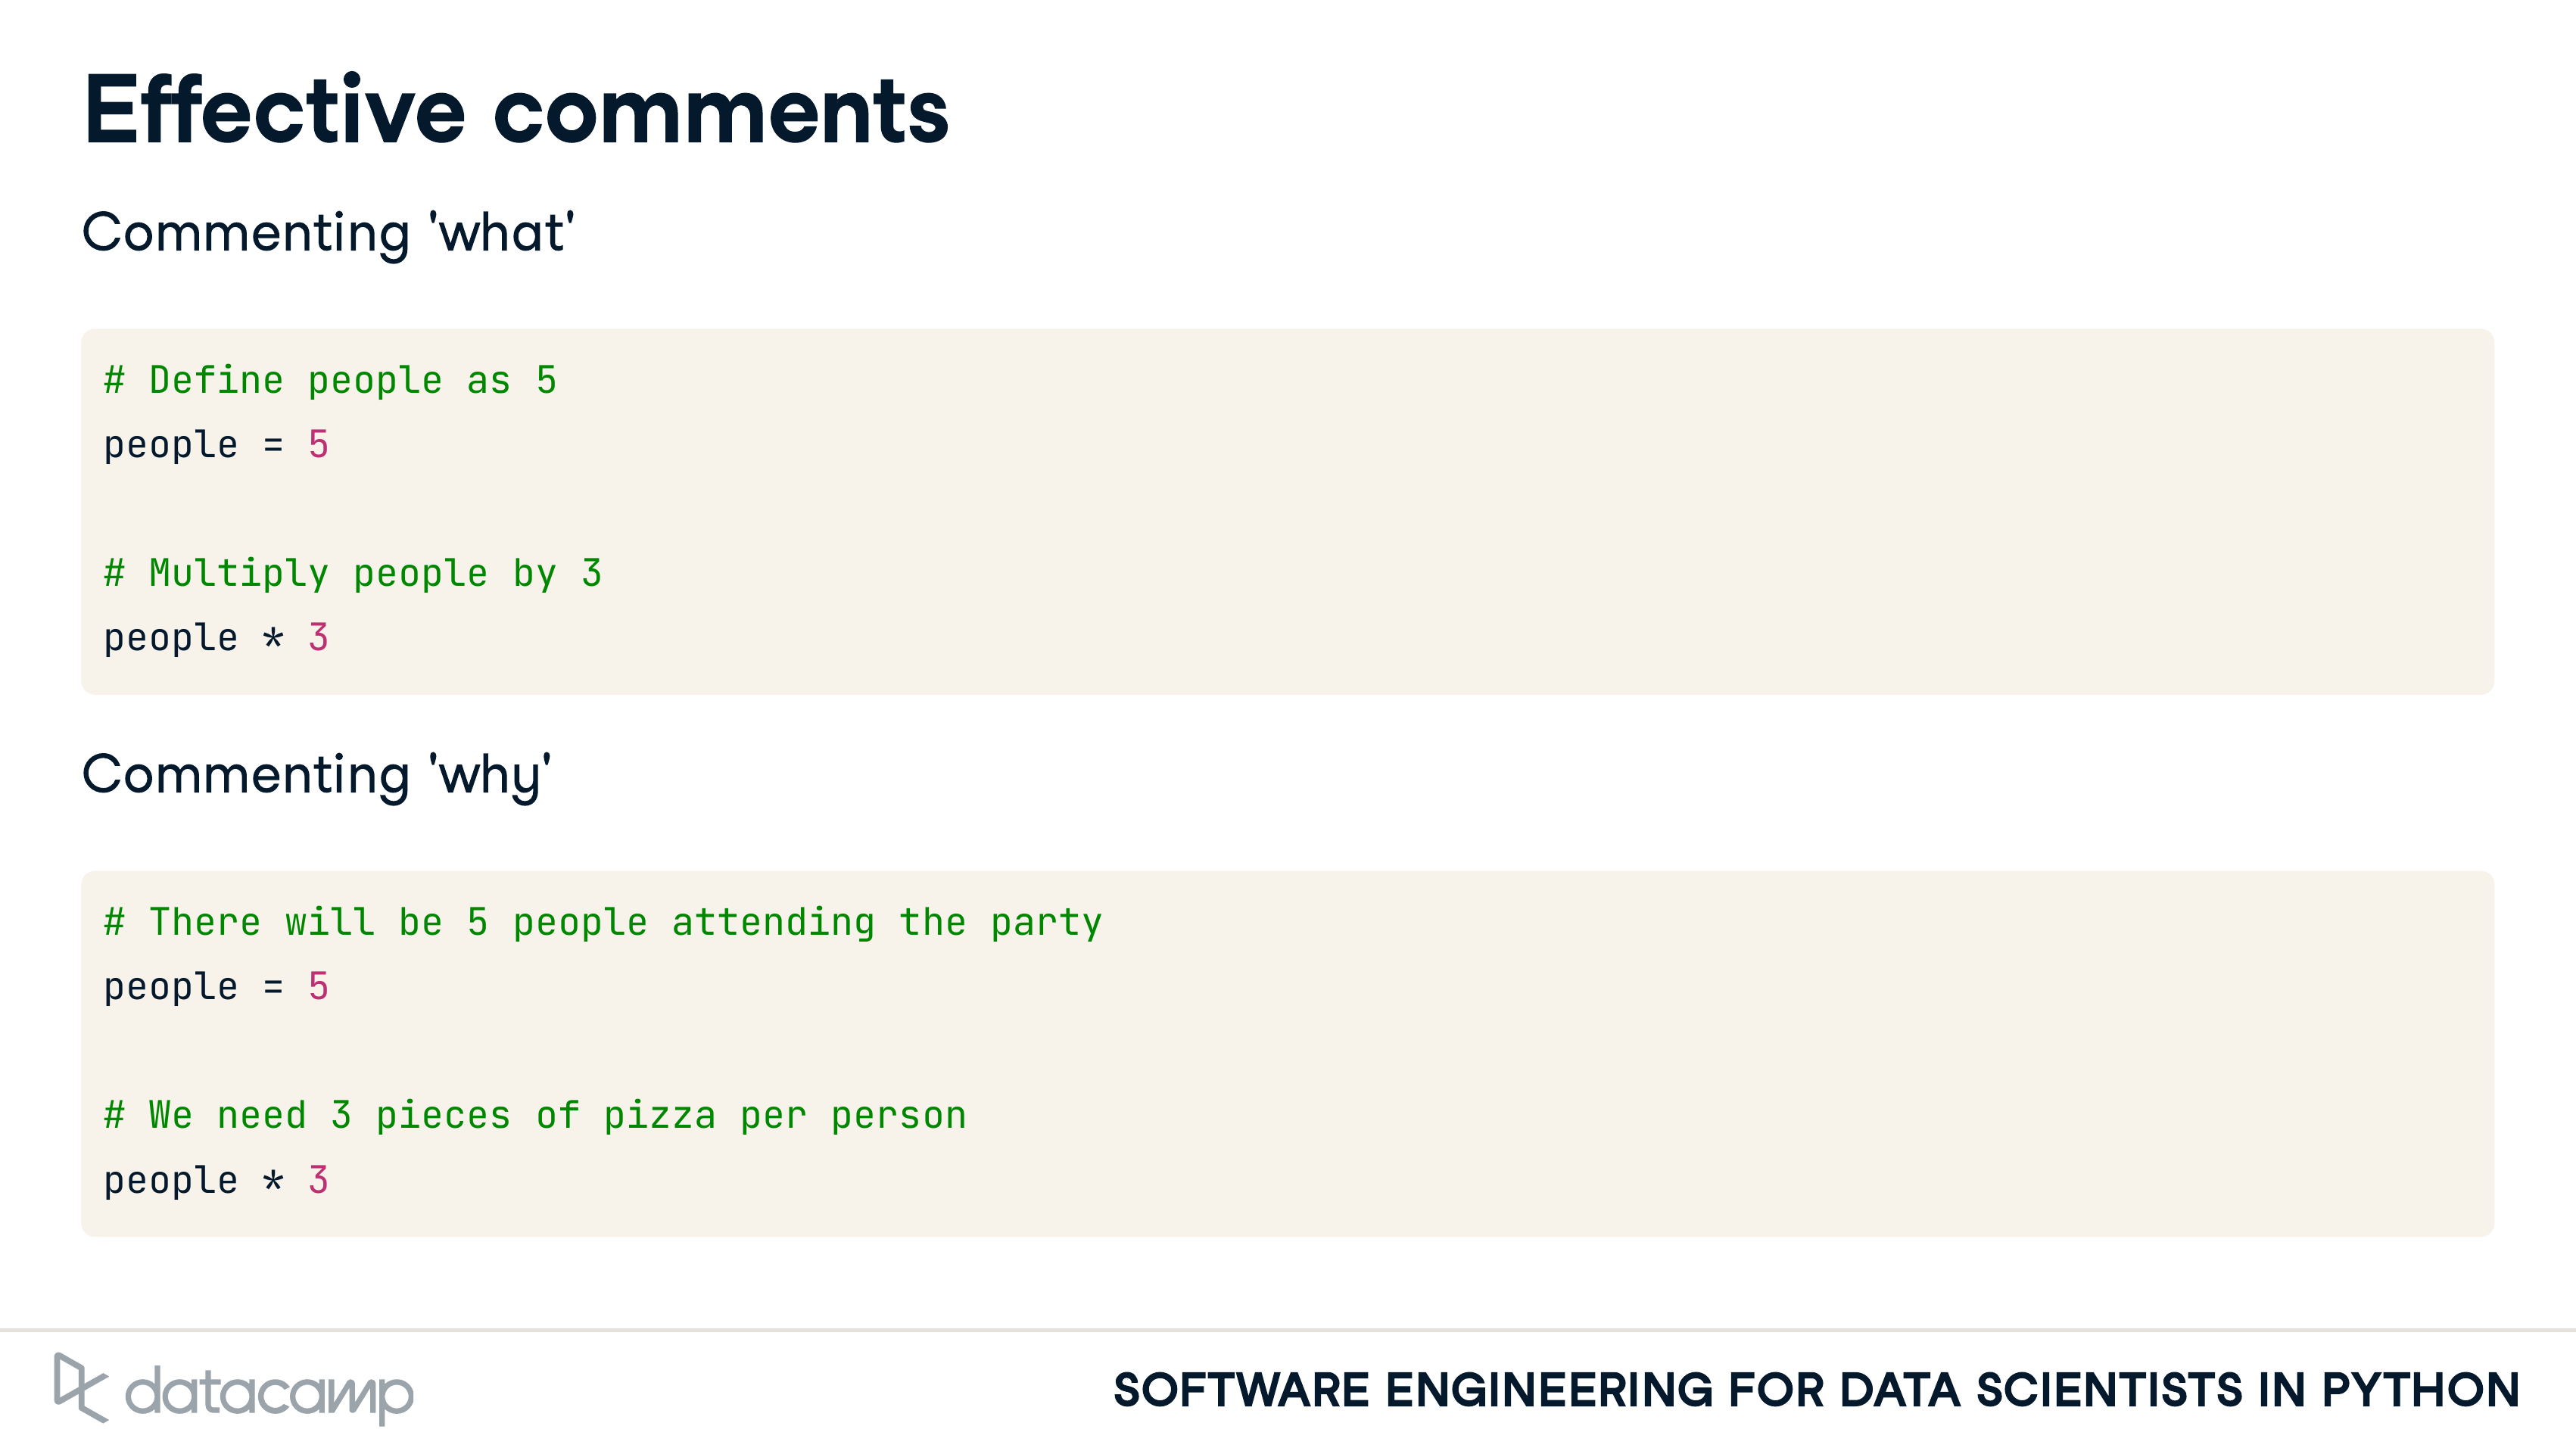 Effective comments
Commenting 'what'
# Define people as 5
people = 5
# Multiply people by 3
people * 3
Commenting 'why'
# There will be 5 people attending the party
people = 5
# We need 3 pieces of pizza per person
people * 3
datacamp
SOFTWARE ENGINEERING FOR DATA SCIENTISTS IN PYTHON